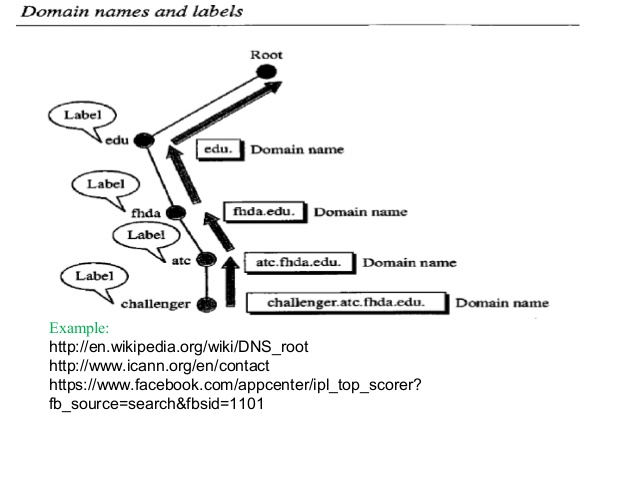 Domain names and labels
Root
Label
edu
edu. Domain name
Label
fhda
fhda.edu. Domain name
Label
atc
atc.fhda.edu. Domain name
Label
challenger
challenger.atc.fhda.edu. Domain name
Example:
http://en.wikipedia.org/wiki/DNS_root
http://www.icann.org/en/contact
https://www.facebook.com/appcenter/ipl_top_scorer?
fb_source=search&fbsid=1101